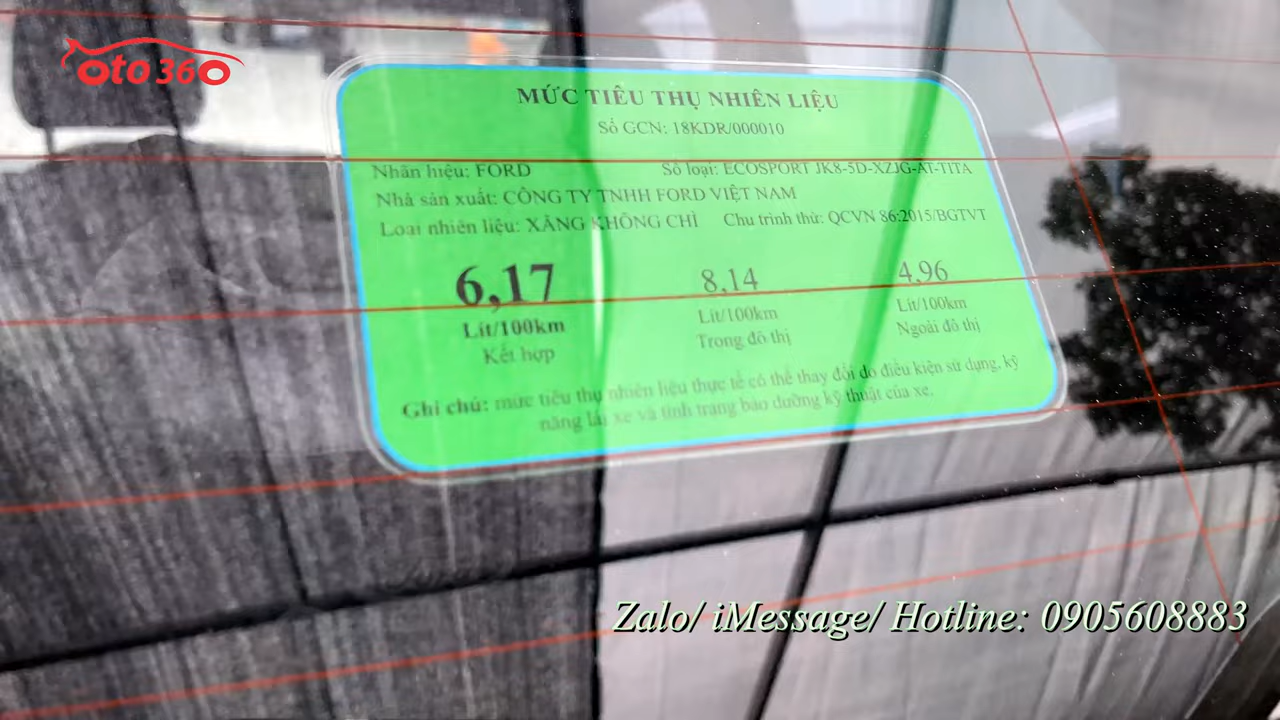 oto360
MỨC TIÊU THỤ NHIÊN LIỆU
Số GCN: 18KDR/000010
Nhãn hiệu: FORD Số loại: ECOSPORT JK8-5D-XZJG-AT-TITA
Nhà sản xuất: CÔNG TY TNHH FORD VIỆT NAM
Loại nhiên liệu: XĂNG KHÔNG CHÌ Chu trình thử: QCVN 86:2015/BGTVT
6,17 8,14 4,96
Lít/100km Lít/100km Lít/100km
Kết hợp Trong đô thị Ngoài đô thị
Ghi chú: mức tiêu thụ nhiên liệu thực tế có thể thay đổi do điều kiện sử dụng, kỹ
năng lái xe và tình trạng bảo dưỡng kỹ thuật của xe.
Zalo/ iMessage/ Hotline: 0905608883